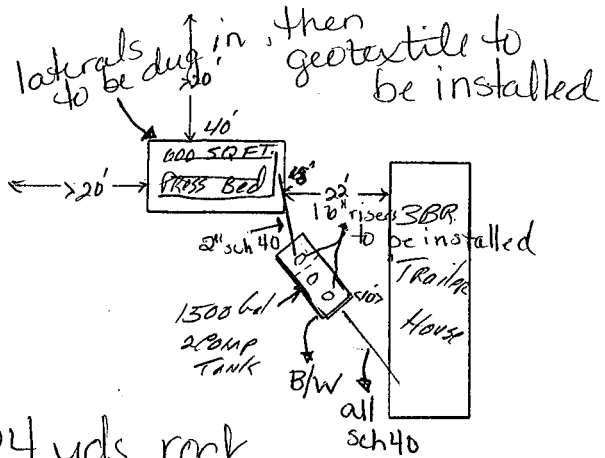 laterals to be dug in, then
geotextile to
be installed
>20'
40'
600 SQ FT.
Press Bed
>20'
22'
2" sch 40
risers
to be installed
3BR.
Trailer
House
1500 Gal
2 comp
Tank
B/W
all
sch 40
24 yds rock